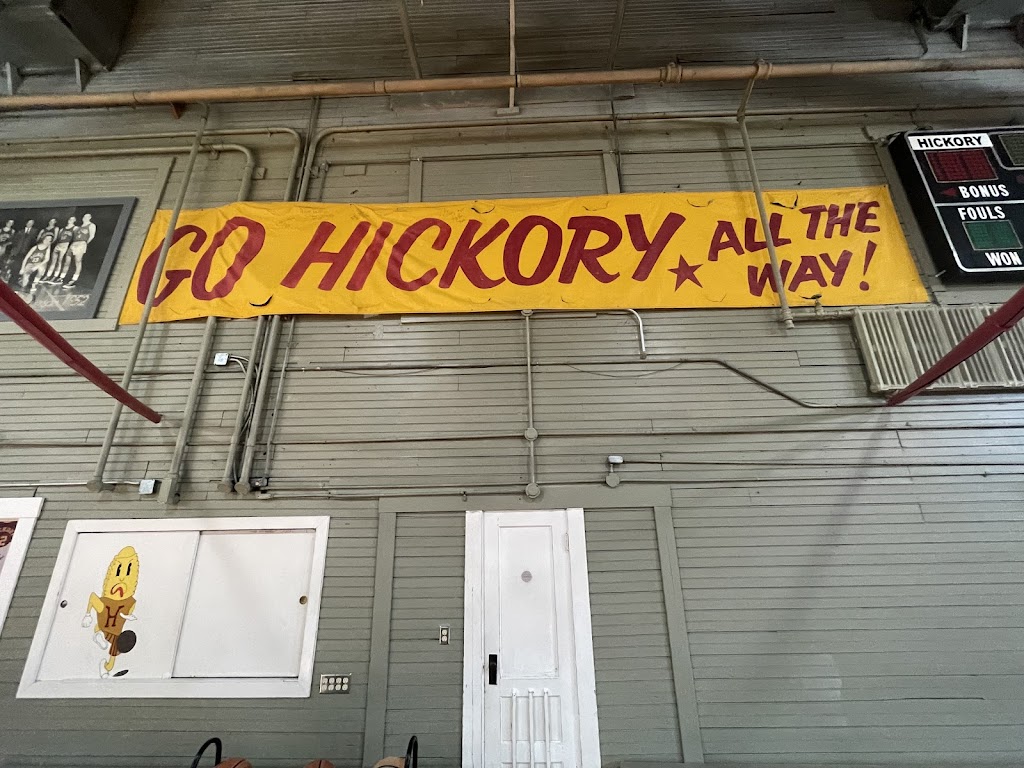 GO HICKORY ★ ALL THE
WAY!
HICKORY
BONUS
FOULS
WON
H